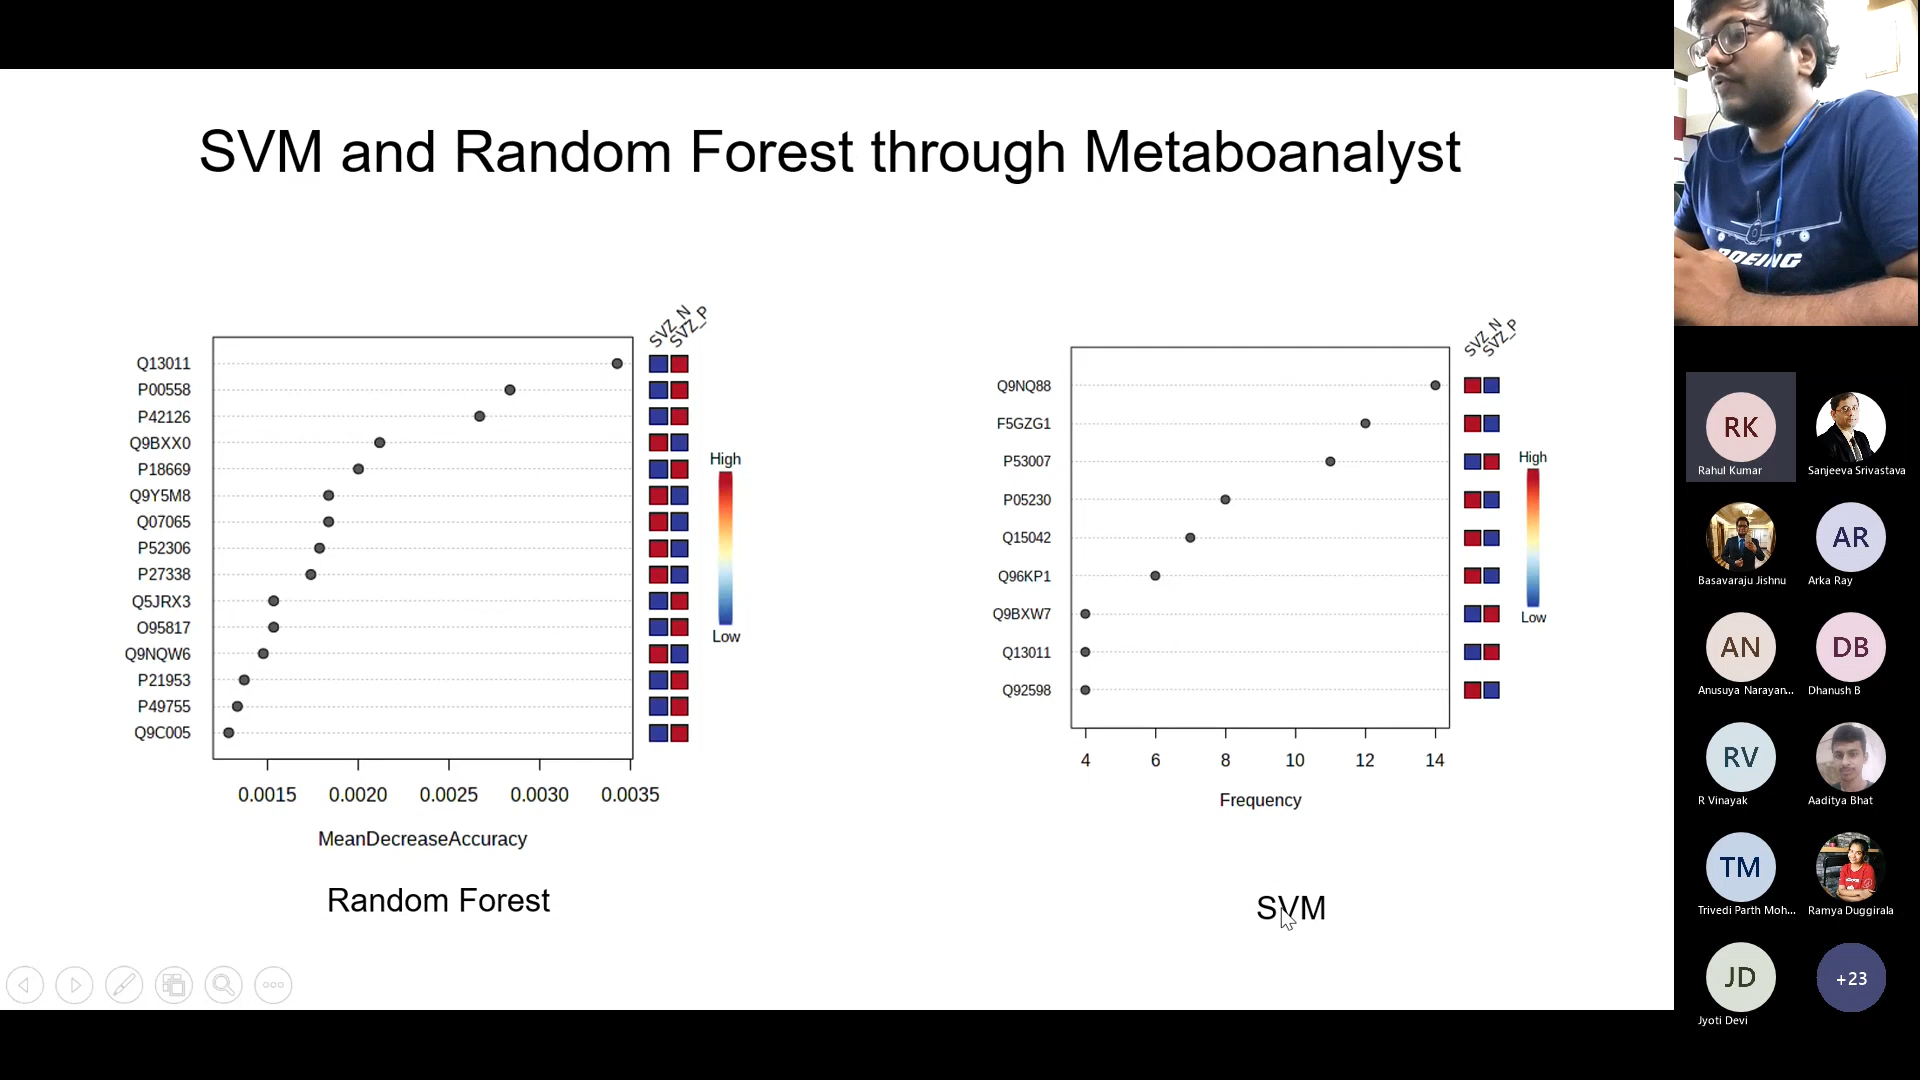 SVM and Random Forest through Metaboanalyst
SVZ_N
SVZ_P
Q13011
P00558
P42126
Q9BXX0
P18669
Q9Y5M8
Q07065
P52306
P27338
Q5JRX3
O95817
Q9NQW6
P21953
P49755
Q9C005
High
Low
0.0015 0.0020 0.0025 0.0030 0.0035
MeanDecreaseAccuracy
Random Forest
SVZ_N
SVZ_P
Q9NQ88
F5GZG1
P53007
P05230
Q15042
Q96KP1
Q9BXW7
Q13011
Q92598
High
Low
4 6 8 10 12 14
Frequency
SVM
BOEING
RK
Rahul Kumar
Sanjeeva Srivastava
Basavaraju Jishnu
AR
Arka Ray
AN
Anusuya Narayan...
DB
Dhanush B
RV
R Vinayak
Aaditya Bhat
TM
Trivedi Parth Moh...
Ramya Duggirala
JD
Jyoti Devi
+23